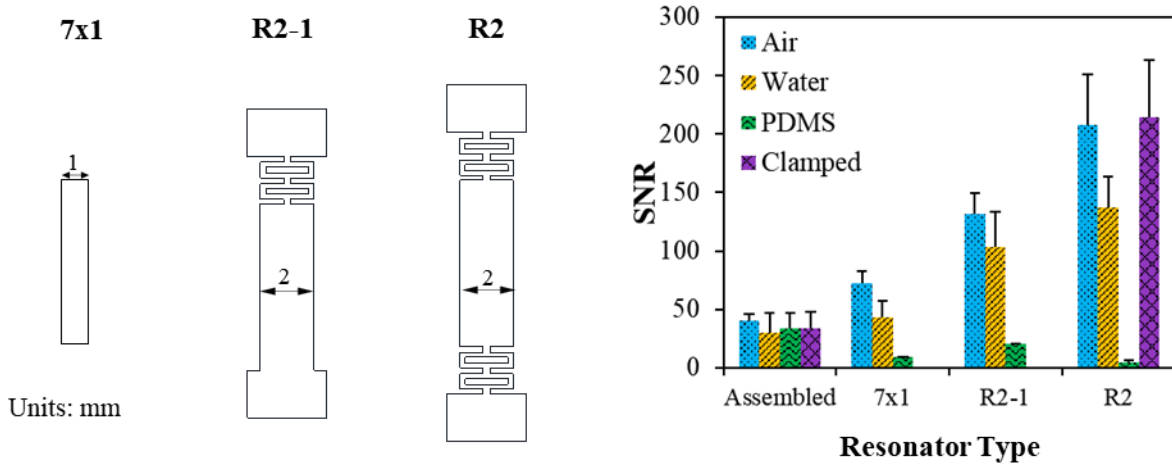 7x1
R2-1
R2
1
2
2
Units: mm
300
250
200
150
100
50
0
SNR
Air
Water
PDMS
Clamped
Assembled
7x1
R2-1
R2
Resonator Type